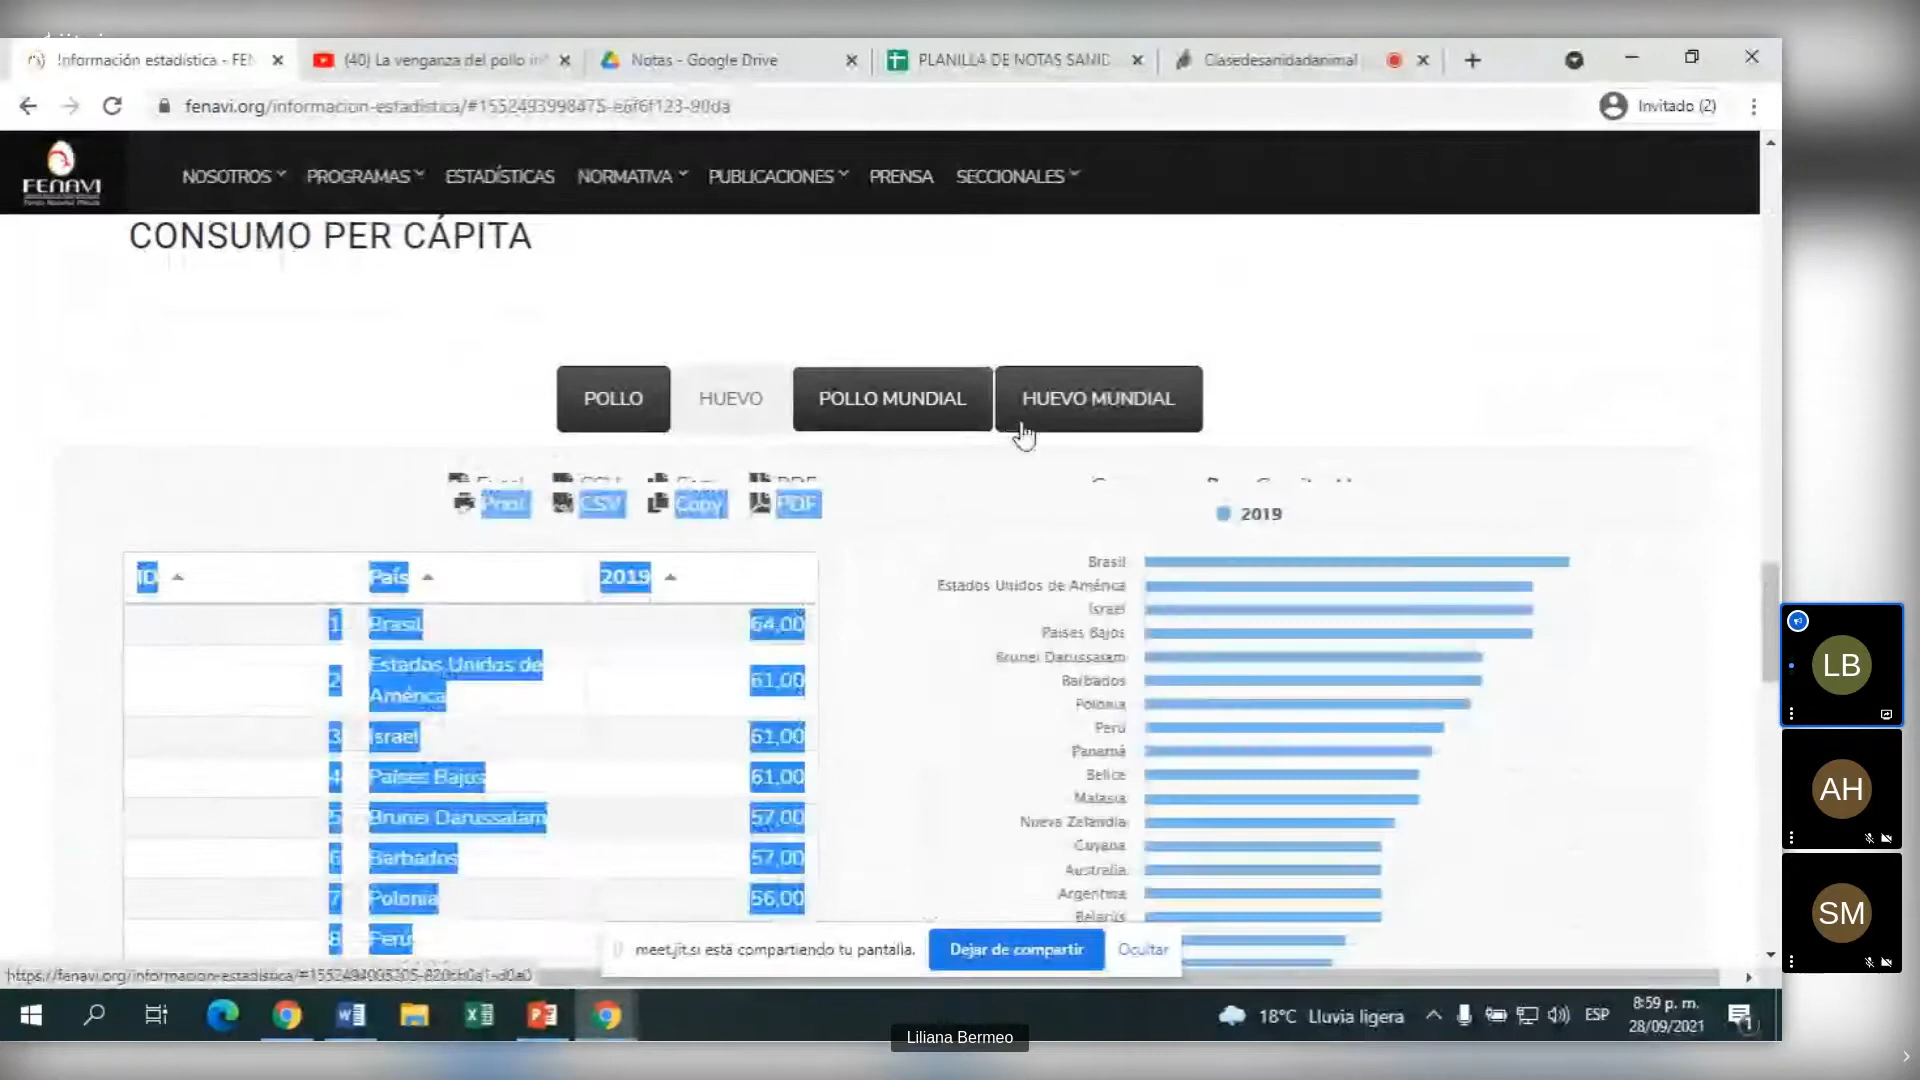 Información estadística - FEN
(40) La venganza del pollo in
Notas - Google Drive
PLANILLA DE NOTAS SANID
Clasedesanidadanimal
fenavi.org/informacion-estadistica/#1552493998475-e6f6f123-90da
Invitado (2)
FENAVI
NOSOTROS
PROGRAMAS
ESTADÍSTICAS
NORMATIVA
PUBLICACIONES
PRENSA
SECCIONALES
CONSUMO PER CÁPITA
POLLO
HUEVO
POLLO MUNDIAL
HUEVO MUNDIAL
Print
CSV
Copy
PDF
2019
ID
País
2019
1 Brasil 64,00
2 Estados Unidos de
América 61,00
3 Israel 61,00
4 Países Bajos 61,00
5 Brunei Darussalam 57,00
6 Barbados 57,00
7 Polonia 56,00
8 Peru
Brasil
Estados Unidos de América
Israel
Países Bajos
Brunei Darussalam
Barbados
Polonia
Peru
Panamá
Belice
Malasia
Nueva Zelandia
Guyana
Australia
Argentina
Belarús
meet.jit.si está compartiendo tu pantalla.
Dejar de compartir
Ocultar
18°C Lluvia ligera
ESP
8:59 p. m.
28/09/2021
1
Liliana Bermeo
LB
AH
SM